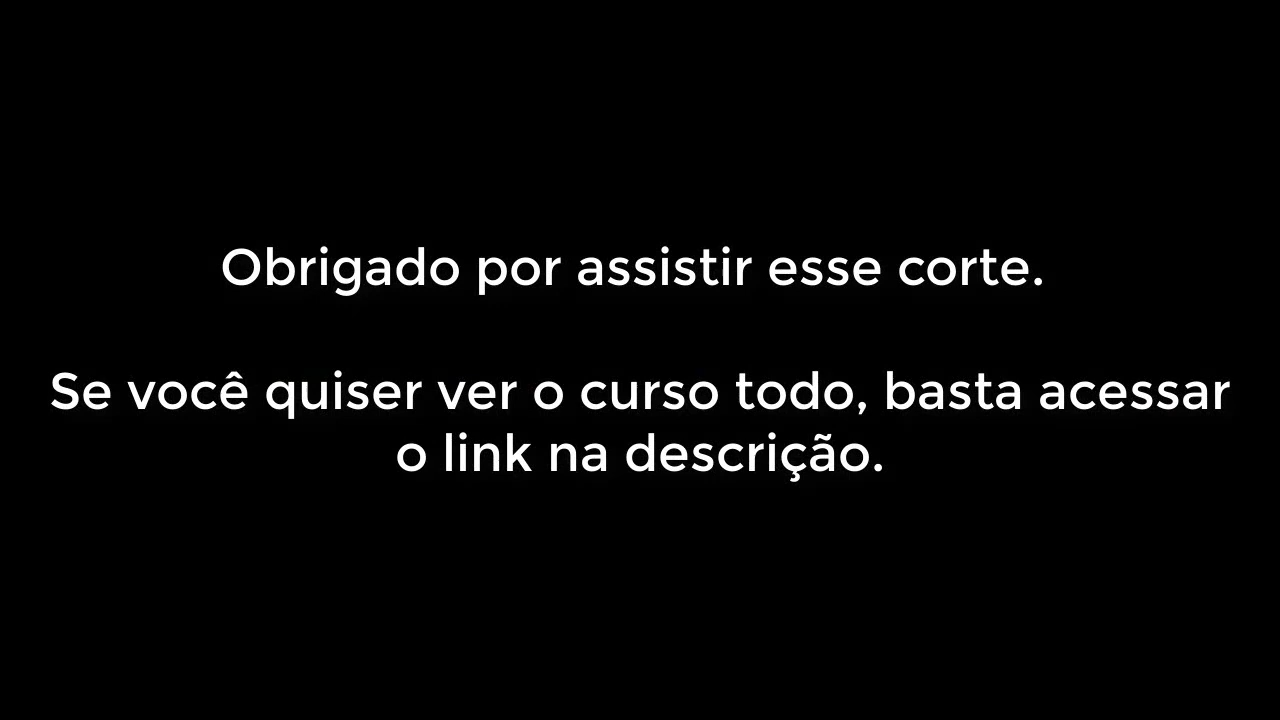 Obrigado por assistir esse corte.
Se você quiser ver o curso todo, basta acessar
o link na descrição.